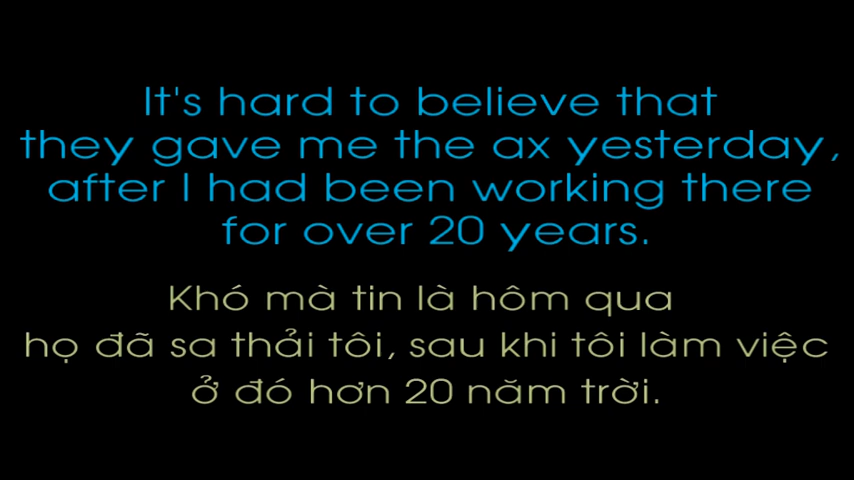 It's hard to believe that
they gave me the ax yesterday,
after I had been working there
for over 20 years.
Khó mà tin là hôm qua
họ đã sa thải tôi, sau khi tôi làm việc
ở đó hơn 20 năm trời.